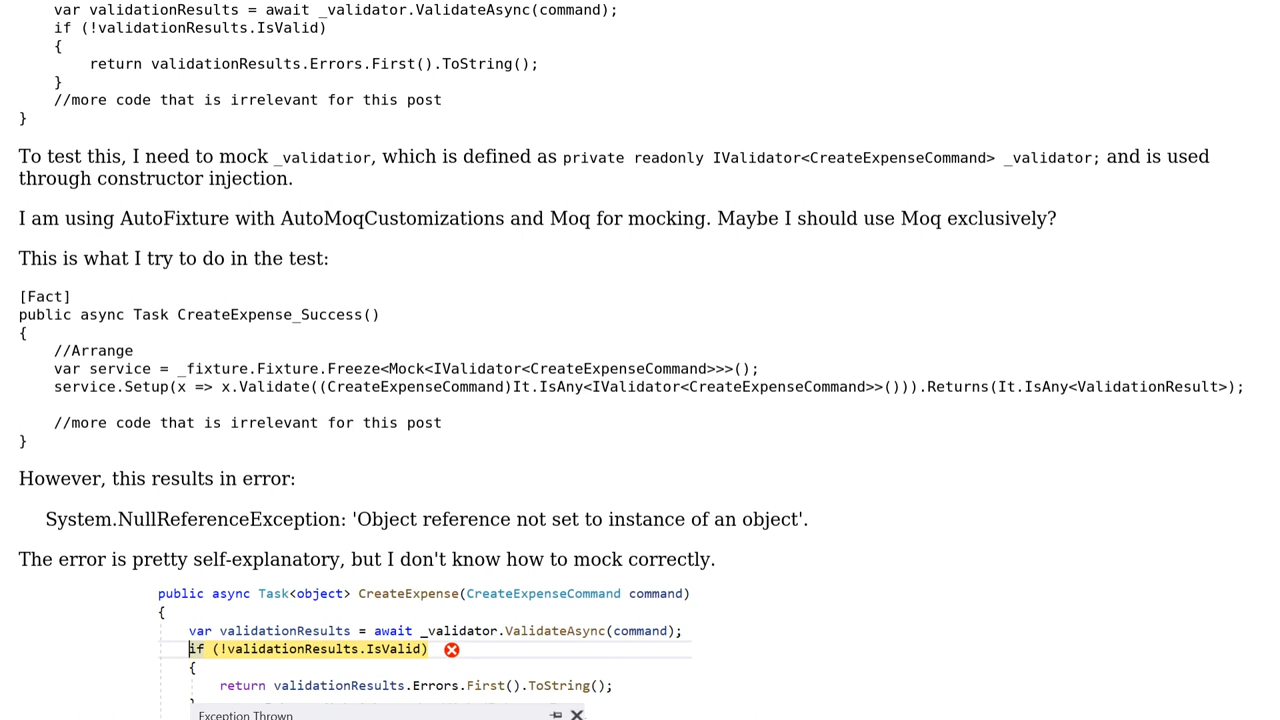 var validationResults = await _validator.ValidateAsync(command);
if (!validationResults.IsValid)
{
return validationResults.Errors.First().ToString();
}
//more code that is irrelevant for this post
}
To test this, I need to mock _validatior, which is defined as private readonly IValidator<CreateExpenseCommand> _validator; and is used
through constructor injection.
I am using AutoFixture with AutoMoqCustomizations and Moq for mocking. Maybe I should use Moq exclusively?
This is what I try to do in the test:
[Fact]
public async Task CreateExpense_Success()
{
//Arrange
var service = _fixture.Fixture.Freeze<Mock<IValidator<CreateExpenseCommand>>>();
service.Setup(x => x.Validate((CreateExpenseCommand)It.IsAny<IValidator<CreateExpenseCommand>>())).Returns(It.IsAny<ValidationResult>);
//more code that is irrelevant for this post
}
However, this results in error:
System.NullReferenceException: 'Object reference not set to instance of an object'.
The error is pretty self-explanatory, but I don't know how to mock correctly.
public async Task<object> CreateExpense(CreateExpenseCommand command)
{
var validationResults = await _validator.ValidateAsync(command);
if (!validationResults.IsValid)
{
return validationResults.Errors.First().ToString();
}
Exception Thrown